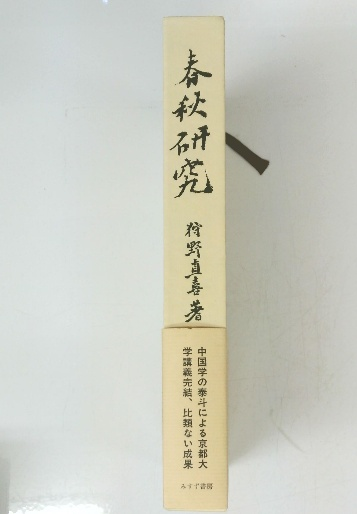 春秋研究
狩野直喜著
中国学の泰斗による京都大
学講義完結、比類ない成果
みすず書房